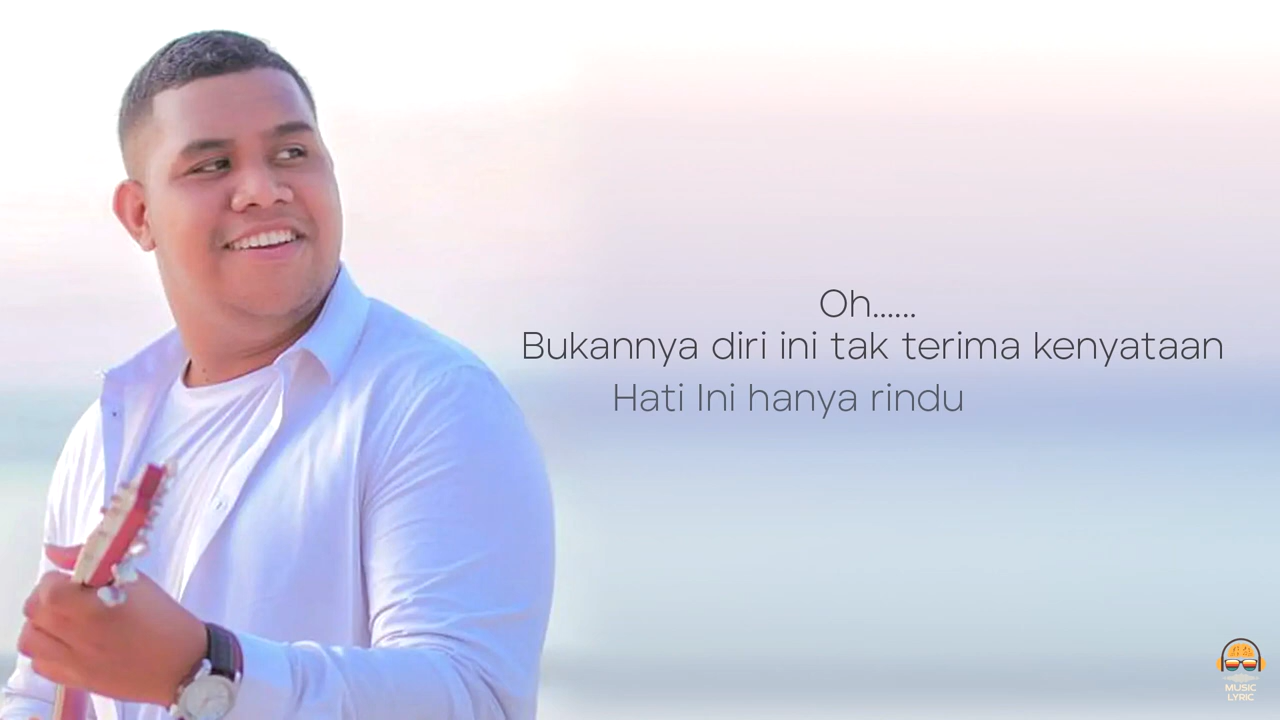 Oh......
Bukannya diri ini tak terima kenyataan
Hati Ini hanya rindu
MUSIC
LYRIC